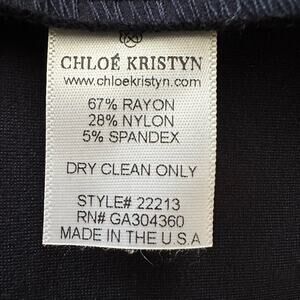 CHLOÉ KRISTYN
www.chloékristyn.com
67% RAYON
28% NYLON
5% SPANDEX
DRY CLEAN ONLY
STYLE# 22213
RN# GA304360
MADE IN THE U.S.A